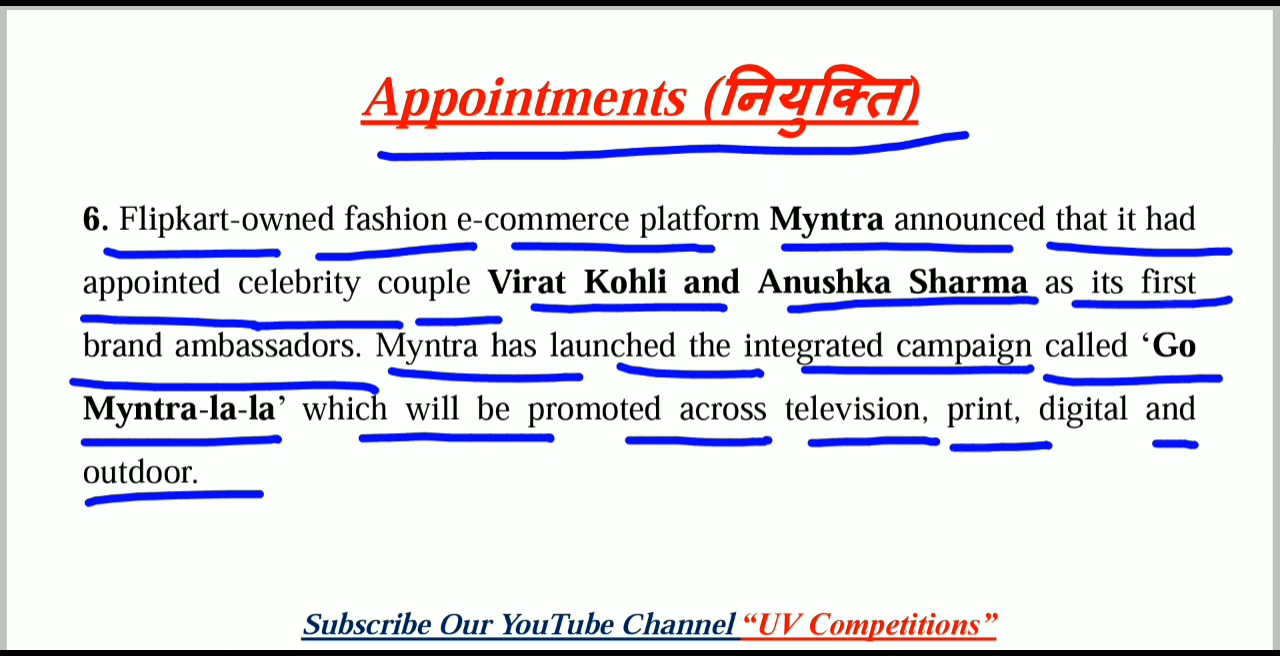 Appointments (नियुक्ति)
6. Flipkart-owned fashion e-commerce platform Myntra announced that it had
appointed celebrity couple Virat Kohli and Anushka Sharma as its first
brand ambassadors. Myntra has launched the integrated campaign called ‘Go
Myntra-la-la’ which will be promoted across television, print, digital and
outdoor.
Subscribe Our YouTube Channel “UV Competitions”